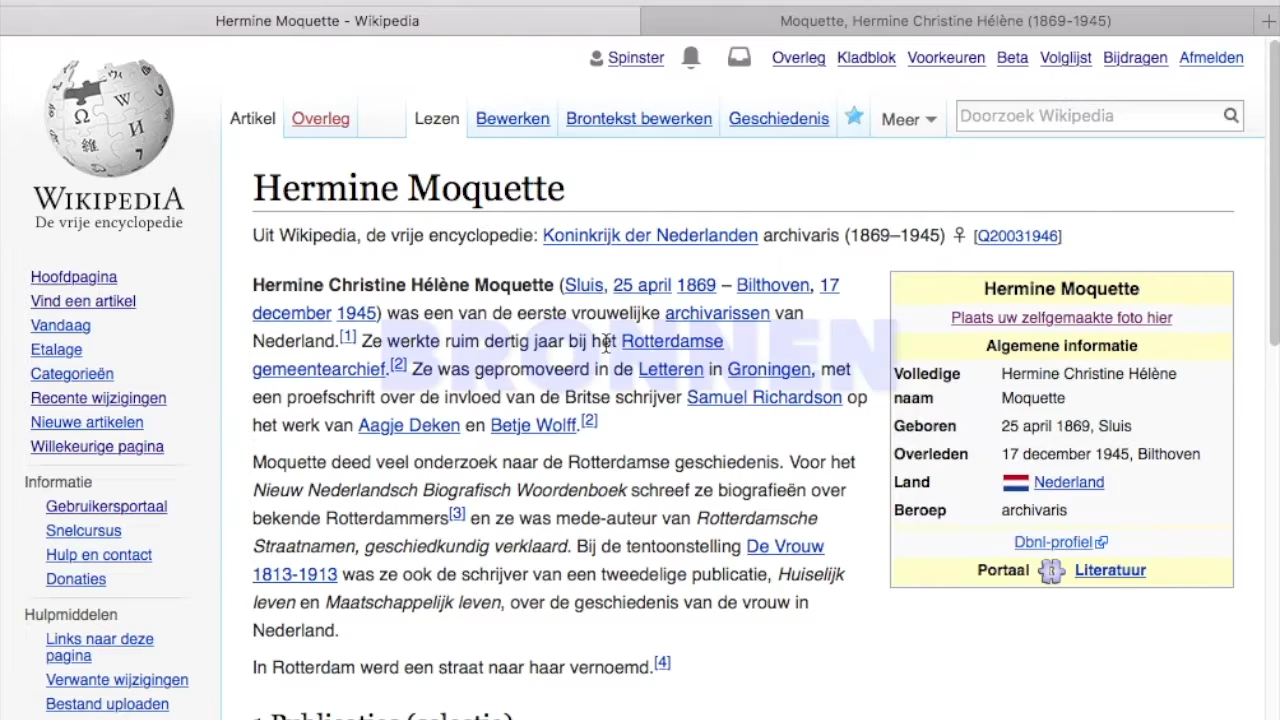 Hermine Moquette - Wikipedia
Moquette, Hermine Christine Hélène (1869-1945)
Spinster Overleg Kladblok Voorkeuren Beta Volglijst Bijdragen Afmelden
Artikel Overleg Lezen Bewerken Brontekst bewerken Geschiedenis Meer Doorzoek Wikipedia
WIKIPEDIA
De vrije encyclopedie
Hoofdpagina
Vind een artikel
Vandaag
Etalage
Categorieën
Recente wijzigingen
Nieuwe artikelen
Willekeurige pagina
Informatie
Gebruikersportaal
Snelcursus
Hulp en contact
Donaties
Hulpmiddelen
Links naar deze
pagina
Verwante wijzigingen
Bestand uploaden
Hermine Moquette
Uit Wikipedia, de vrije encyclopedie: Koninkrijk der Nederlanden archivaris (1869–1945) ♀ [Q20031946]
Hermine Christine Hélène Moquette (Sluis, 25 april 1869 – Bilthoven, 17
december 1945) was een van de eerste vrouwelijke archivarissen van
Nederland.[1] Ze werkte ruim dertig jaar bij het Rotterdamse
gemeentearchief.[2] Ze was gepromoveerd in de Letteren in Groningen, met
een proefschrift over de invloed van de Britse schrijver Samuel Richardson op
het werk van Aagje Deken en Betje Wolff.[2]
BRONNEN
Moquette deed veel onderzoek naar de Rotterdamse geschiedenis. Voor het
Nieuw Nederlandsch Biografisch Woordenboek schreef ze biografieën over
bekende Rotterdammers[3] en ze was mede-auteur van Rotterdamsche
Straatnamen, geschiedkundig verklaard. Bij de tentoonstelling De Vrouw
1813-1913 was ze ook de schrijver van een tweedelige publicatie, Huiselijk
leven en Maatschappelijk leven, over de geschiedenis van de vrouw in
Nederland.
In Rotterdam werd een straat naar haar vernoemd.[4]
Hermine Moquette
Plaats uw zelfgemaakte foto hier
Algemene informatie
Volledige naam Hermine Christine Hélène Moquette
Geboren 25 april 1869, Sluis
Overleden 17 december 1945, Bilthoven
Land Nederland
Beroep archivaris
Dbnl-profiel
Portaal Literatuur
Publicaties (selectie)